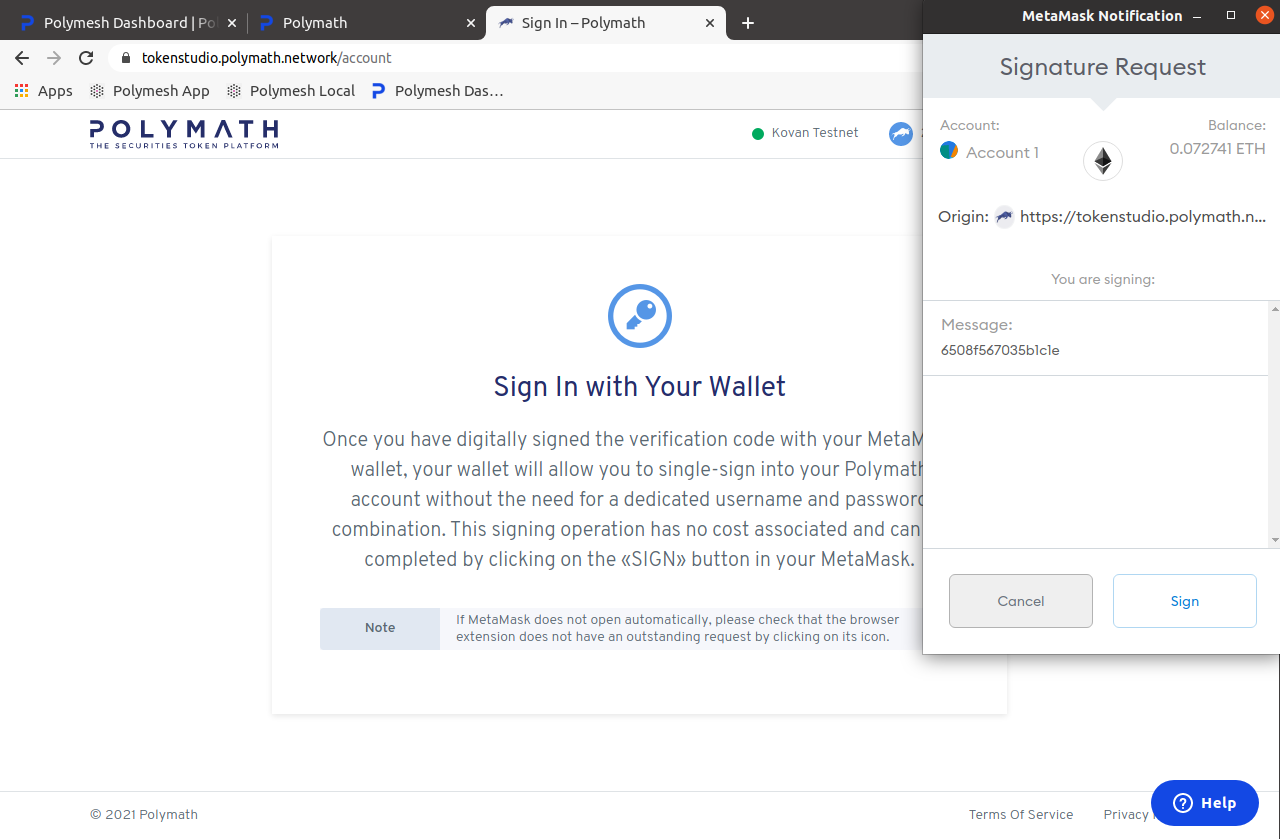 Polymesh Dashboard | Pol
Polymath
Sign In – Polymath
tokenstudio.polymath.network/account
Apps
Polymesh App
Polymesh Local
Polymesh Das...
POLYMATH
THE SECURITIES TOKEN PLATFORM
Kovan Testnet
Sign In with Your Wallet
Once you have digitally signed the verification code with your
wallet, your wallet will allow you to single-sign into your Polymath
account without the need for a dedicated username and password
combination. This signing operation has no cost associated and can
completed by clicking on the «SIGN» button in your MetaMask.
Note
If MetaMask does not open automatically, please check that the browser
extension does not have an outstanding request by clicking on its icon.
© 2021 Polymath
Terms Of Service
Privacy
Help
MetaMask Notification
Signature Request
Account:
Balance:
Account 1
0.072741 ETH
Origin:
https://tokenstudio.polymath.n...
You are signing:
Message:
6508f567035b1c1e
Cancel
Sign